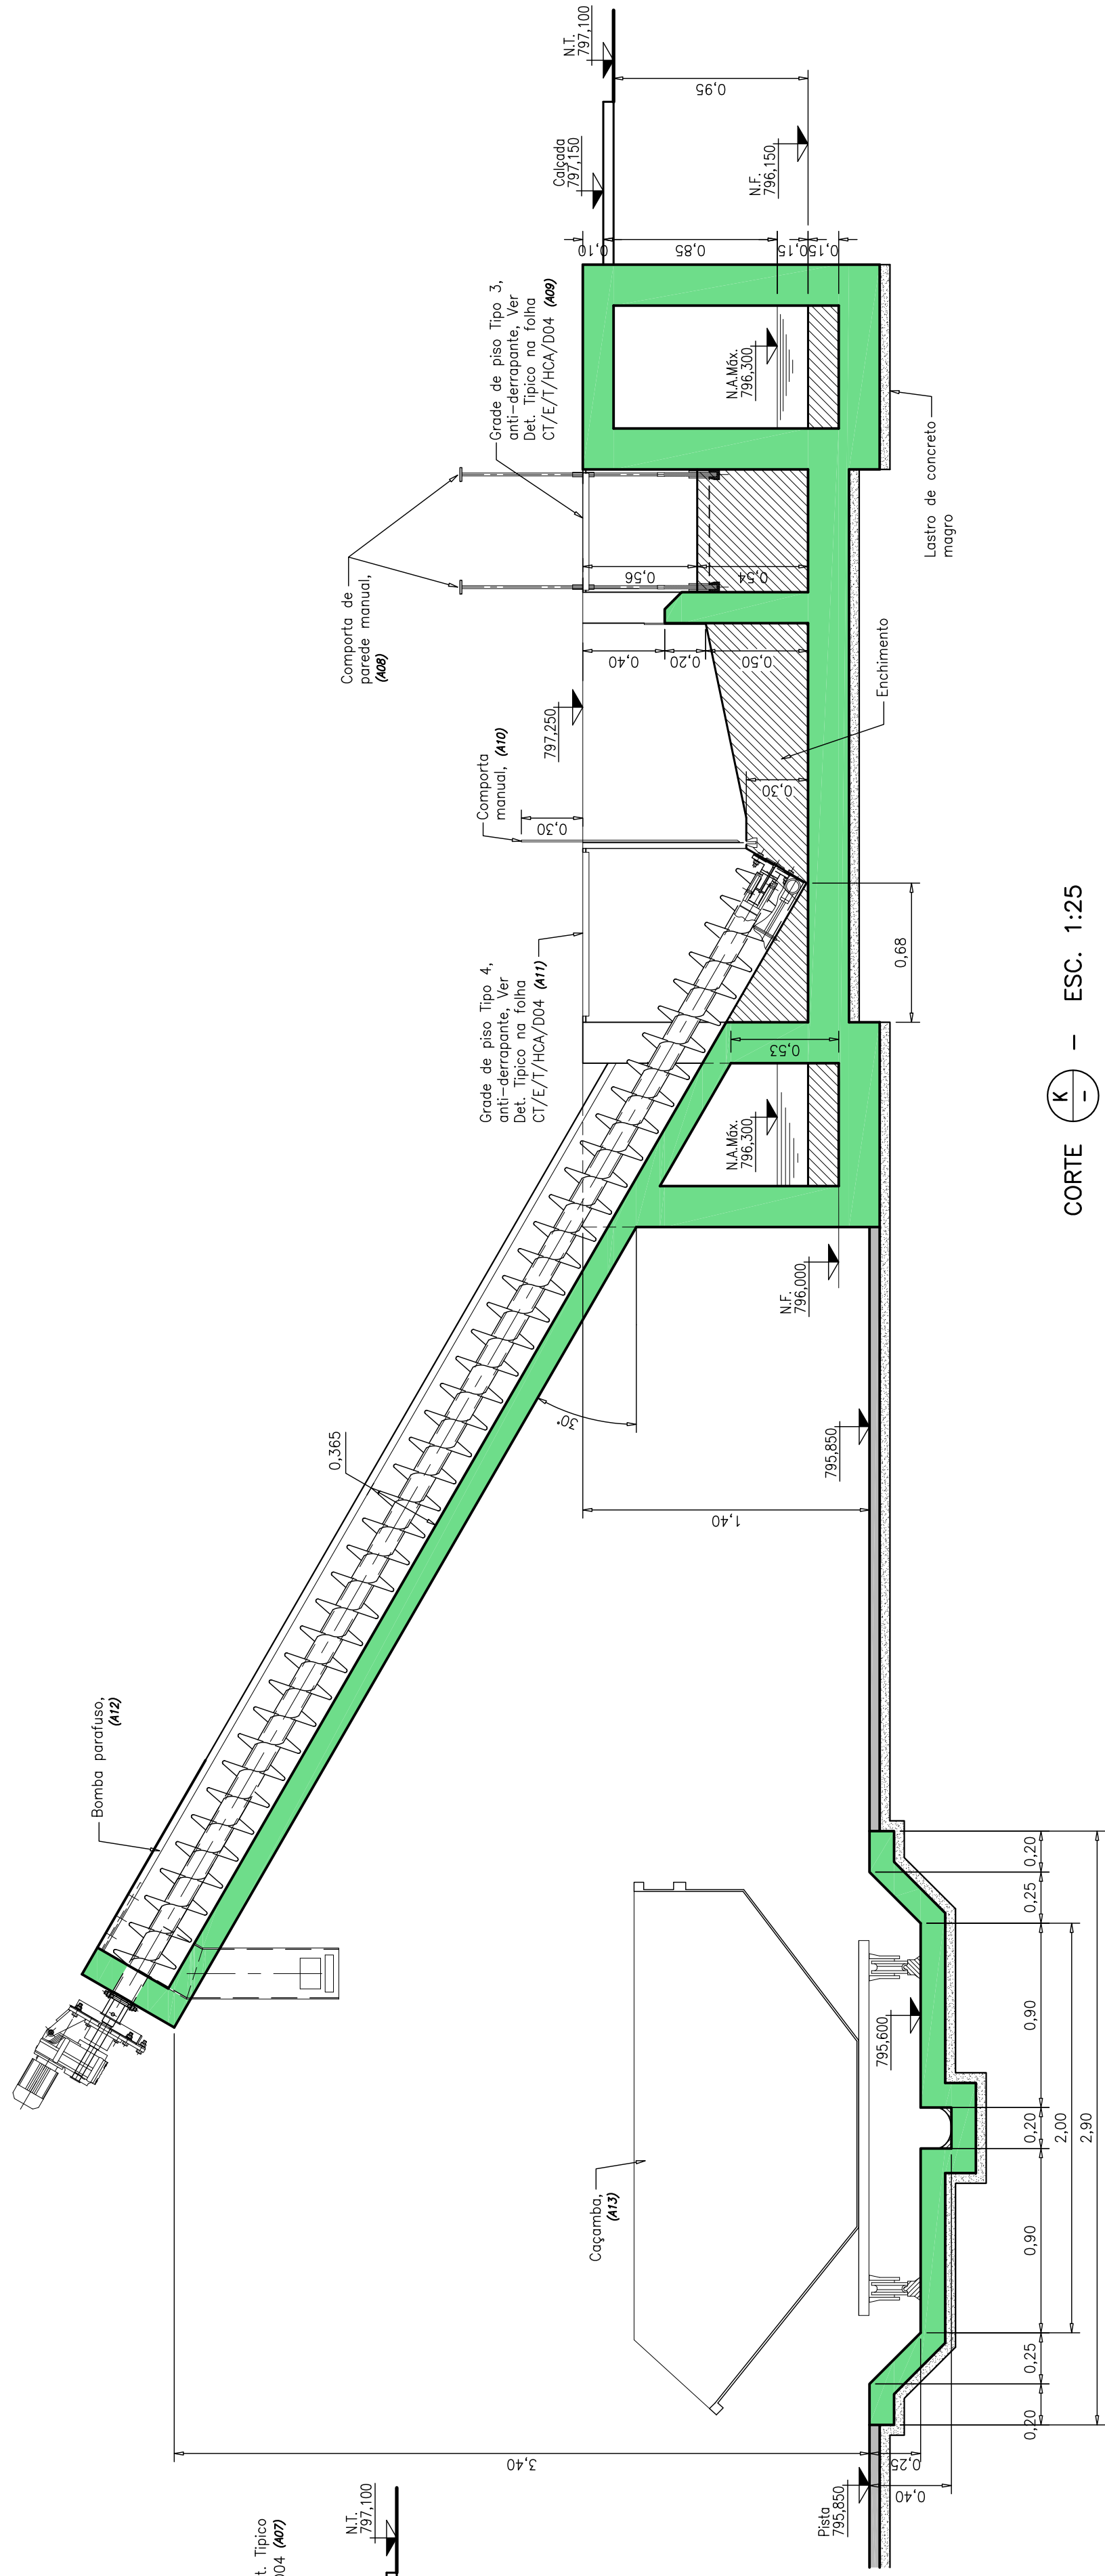 N.T.
797,100
Calçada
797,150
0,95
N.F.
796,150
0,10
0,85
0,15
0,15
Grade de piso Tipo 3,
anti-derrapante, Ver
Det. Tipico na folha
CT/E/T/HCA/D04 (A09)
N.A.Máx.
796,300
Lastro de concreto
magro
Comporta de
parede manual,
(A08)
0,56
0,54
0,40
0,20
0,50
797,250
Enchimento
Comporta
manual, (A10)
0,30
0,30
Grade de piso Tipo 4,
anti-derrapante, Ver
Det. Tipico na folha
CT/E/T/HCA/D04 (A11)
0,68
0,53
N.A.Máx.
796,300
N.F.
796,000
30°
0,365
795,850
1,40
Bomba parafuso,
(A12)
Caçamba,
(A13)
795,600
0,20
0,25
0,90
0,20
0,90
0,25
0,20
2,00
2,90
3,40
0,25
0,40
Pista
795,850
t. Tipico
004 (A07)
N.T.
797,100
CORTE K - – ESC. 1:25